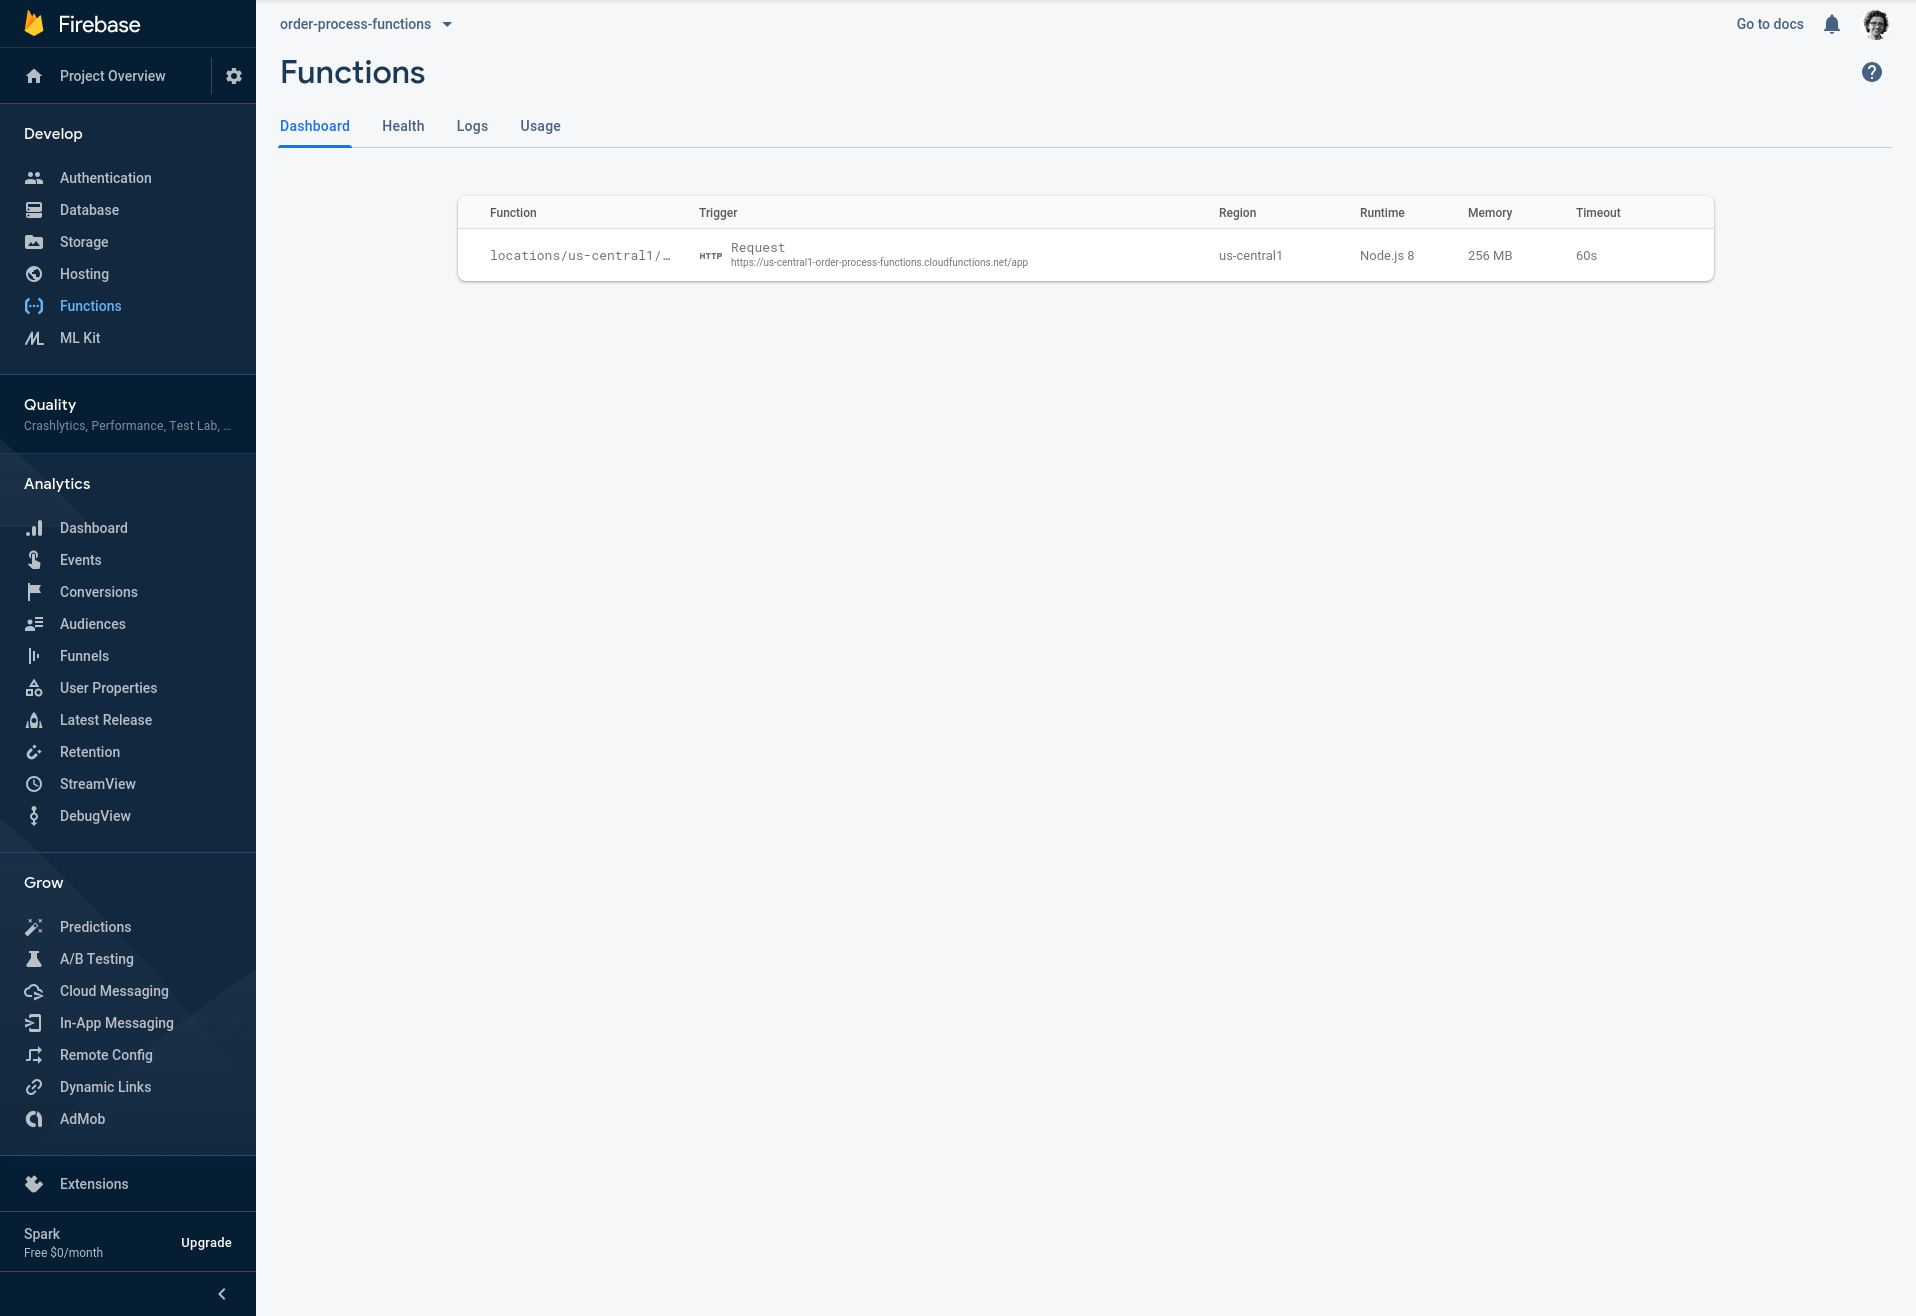 Firebase
Project Overview
Develop
Authentication
Database
Storage
Hosting
Functions
ML Kit
Quality
Crashlytics, Performance, Test Lab, …
Analytics
Dashboard
Events
Conversions
Audiences
Funnels
User Properties
Latest Release
Retention
StreamView
DebugView
Grow
Predictions
A/B Testing
Cloud Messaging
In-App Messaging
Remote Config
Dynamic Links
AdMob
Extensions
Spark
Free $0/month
Upgrade
order-process-functions
Go to docs
Functions
Dashboard Health Logs Usage
Function Trigger Region Runtime Memory Timeout
locations/us-central1/… HTTP Request us-central1 Node.js 8 256 MB 60s
https://us-central1-order-process-functions.cloudfunctions.net/app